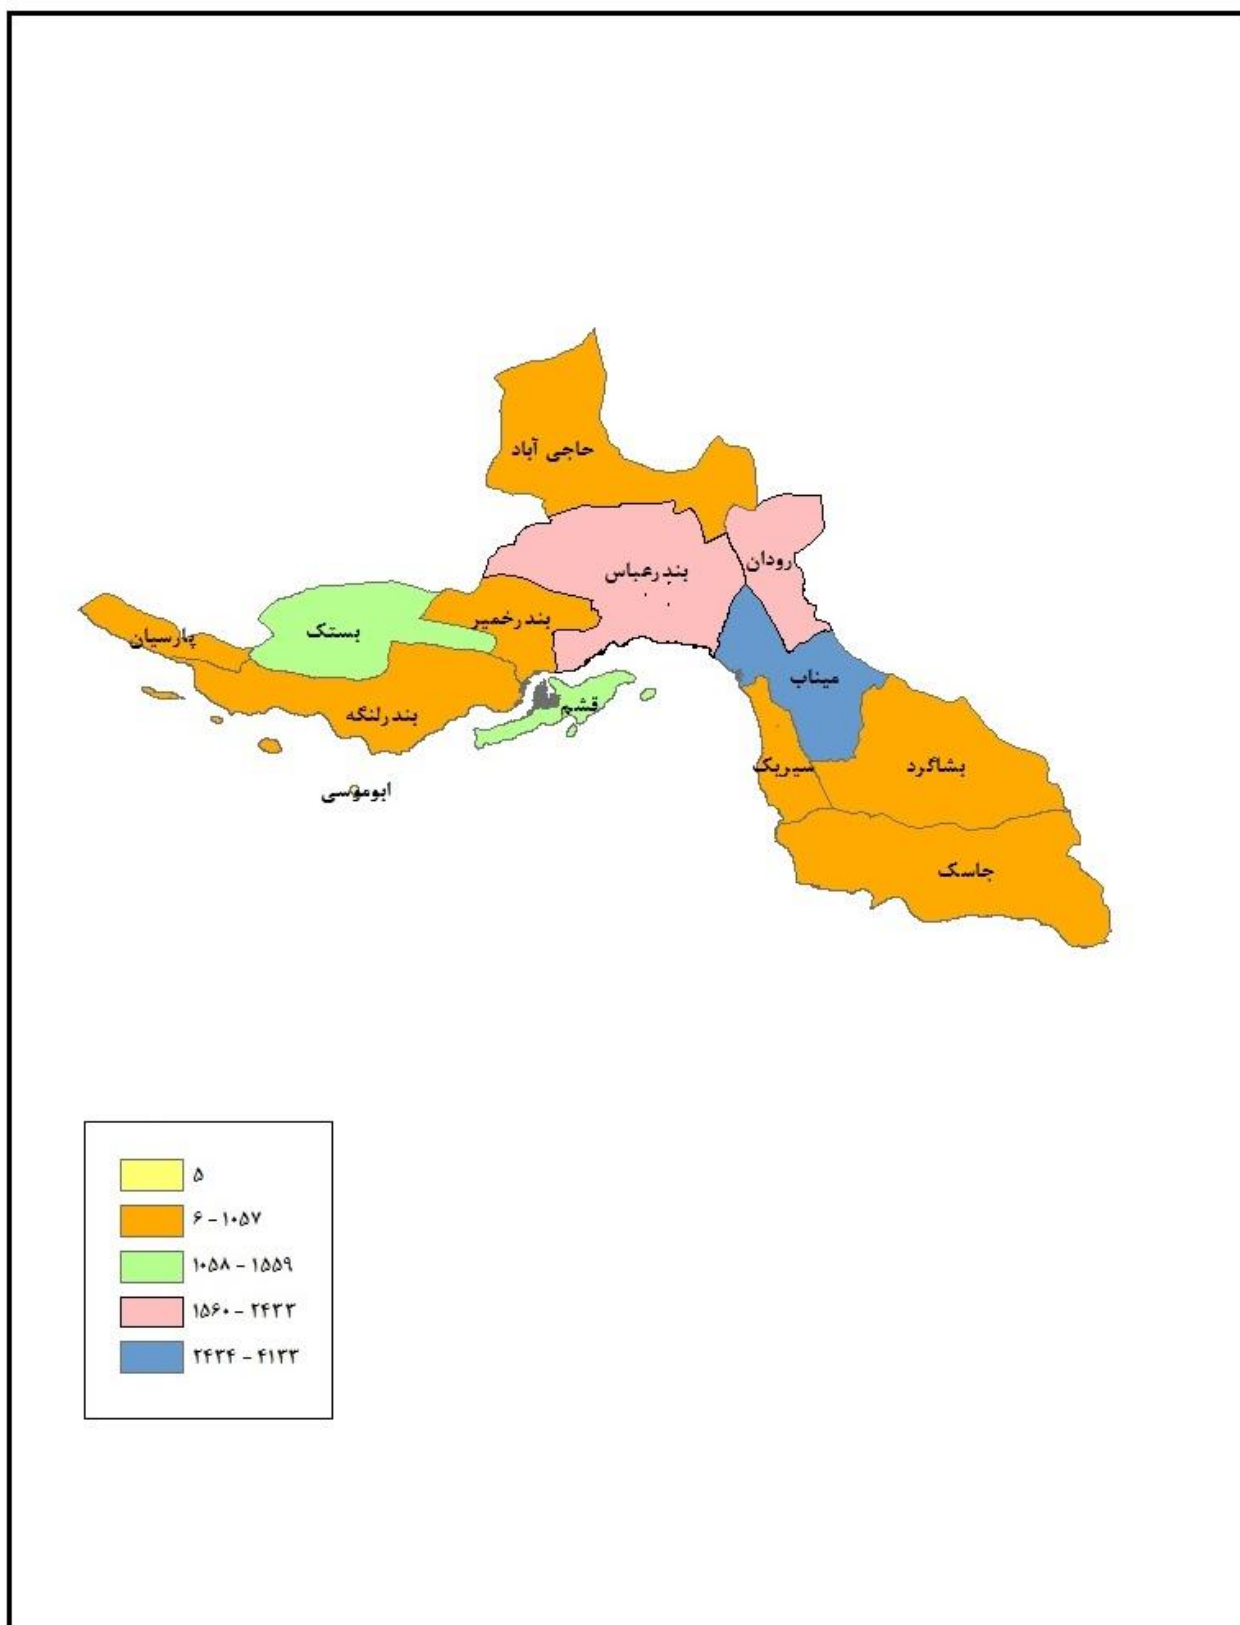 حاجی آباد
رودان
بندرعباس
بندرخمیر
بستک
پارسیان
میناب
قشم
بندرلنگه
سیریک
بشاگرد
ابوموسی
جاسک
۵
۶ - ۱۰۵۷
۱۰۵۸ - ۱۵۵۹
۱۵۶۰ - ۲۴۳۳
۲۴۳۴ - ۴۱۳۳